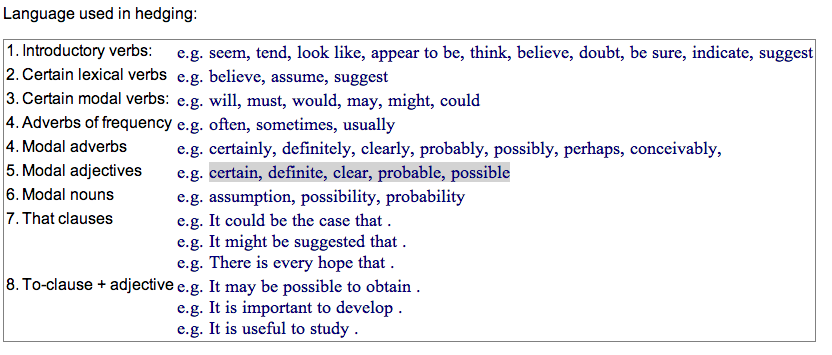 Language used in hedging:
1. Introductory verbs: e.g. seem, tend, look like, appear to be, think, believe, doubt, be sure, indicate, suggest
2. Certain lexical verbs e.g. believe, assume, suggest
3. Certain modal verbs: e.g. will, must, would, may, might, could
4. Adverbs of frequency e.g. often, sometimes, usually
4. Modal adverbs e.g. certainly, definitely, clearly, probably, possibly, perhaps, conceivably,
5. Modal adjectives e.g. certain, definite, clear, probable, possible
6. Modal nouns e.g. assumption, possibility, probability
7. That clauses e.g. It could be the case that .
e.g. It might be suggested that .
e.g. There is every hope that .
8. To-clause + adjective e.g. It may be possible to obtain .
e.g. It is important to develop .
e.g. It is useful to study .